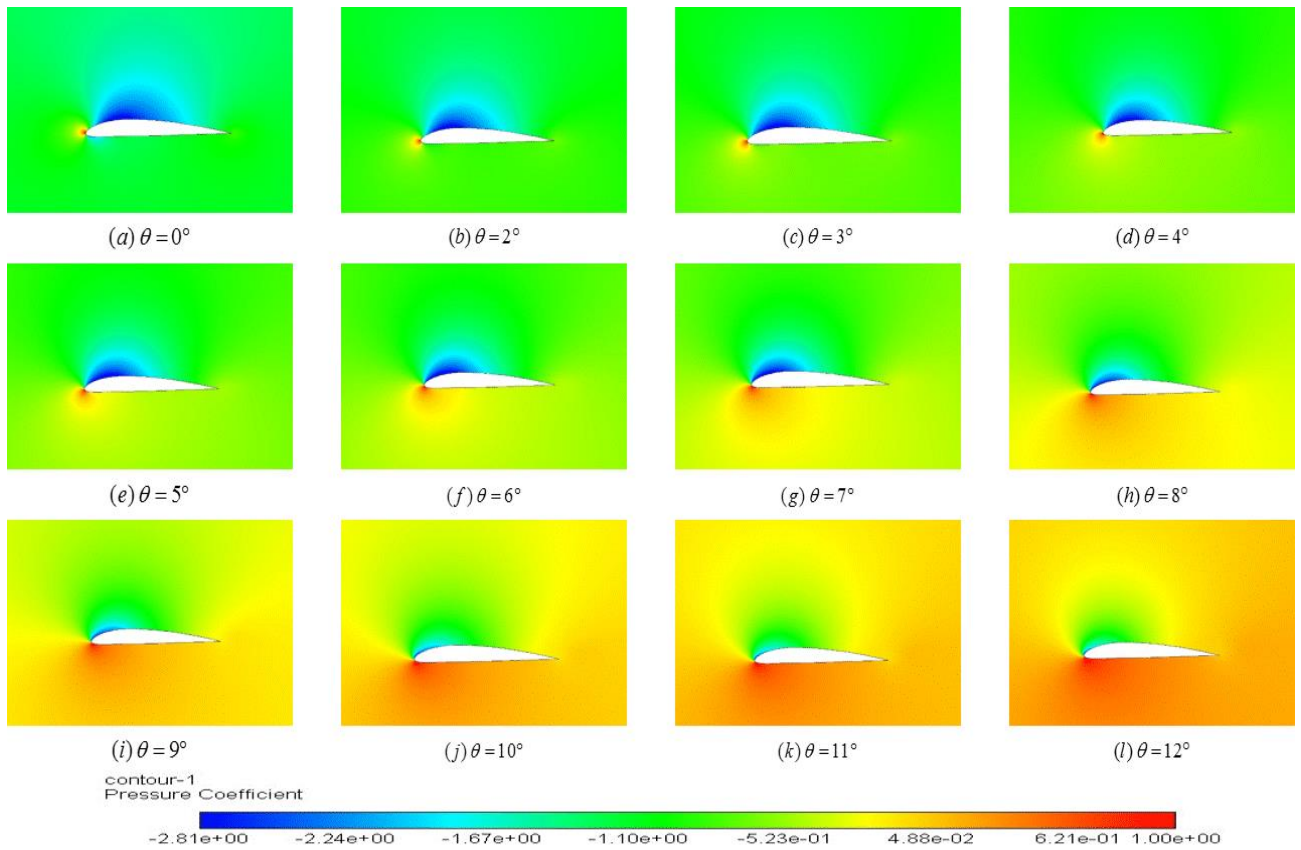 (a) θ = 0°
(b) θ = 2°
(c) θ = 3°
(d) θ = 4°
(e) θ = 5°
(f) θ = 6°
(g) θ = 7°
(h) θ = 8°
(i) θ = 9°
(j) θ = 10°
(k) θ = 11°
(l) θ = 12°
contour-1
Pressure Coefficient
-2.81e+00 -2.24e+00 -1.67e+00 -1.10e+00 -5.23e-01 4.88e-02 6.21e-01 1.00e+00